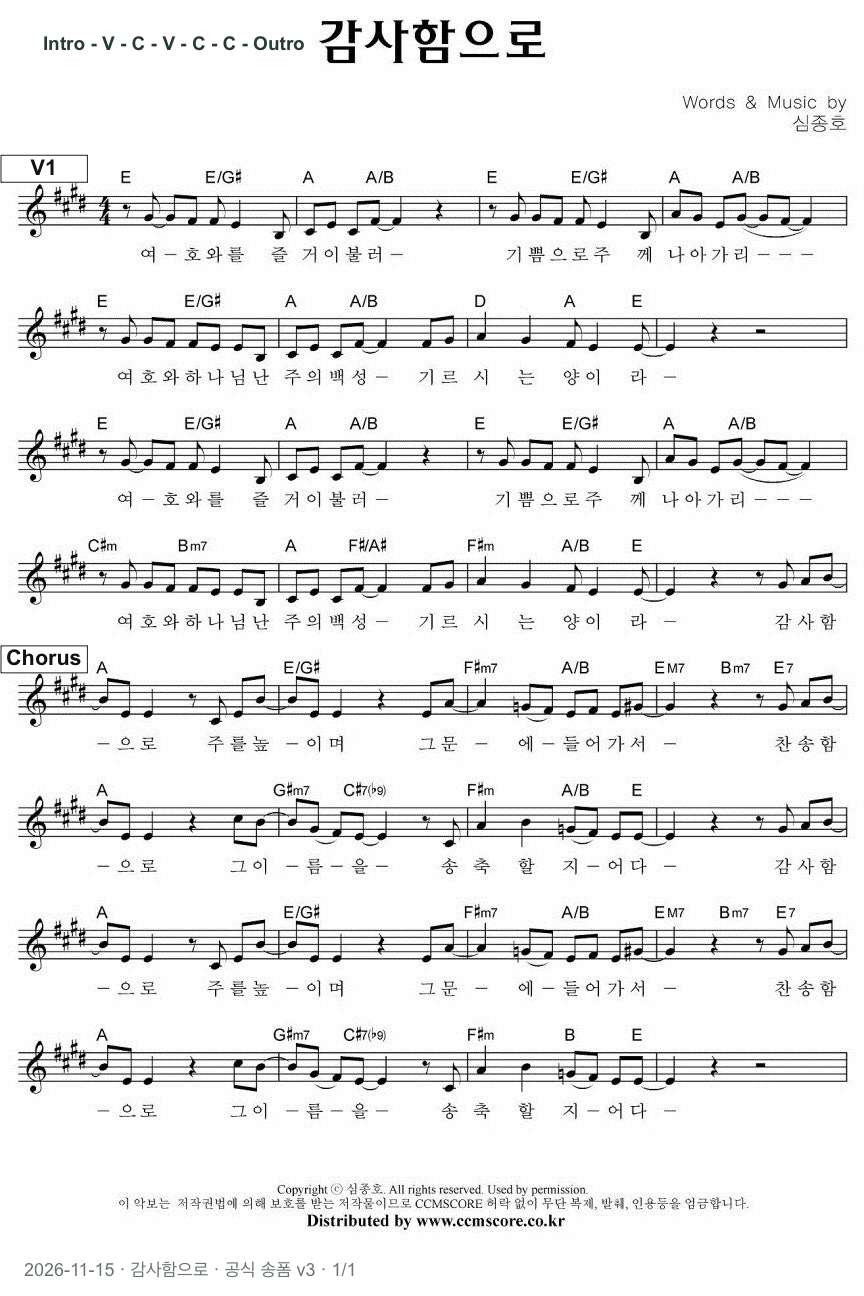 Intro - V - C - V - C - C - Outro
감사함으로
Words & Music by
심종호
V1
E E/G# A A/B E E/G# A A/B
여 - 호 와 를 즐 거 이 불 러 - 기 쁨 으 로 주 께 나 아 가 리 - - -
E E/G# A A/B D A E
여 호 와 하 나 님 난 주 의 백 성 - 기 르 시 는 양 이 라 -
E E/G# A A/B E E/G# A A/B
여 - 호 와 를 즐 거 이 불 러 - 기 쁨 으 로 주 께 나 아 가 리 - - -
C#m Bm7 A F#/A# F#m A/B E
여 호 와 하 나 님 난 주 의 백 성 - 기 르 시 는 양 이 라 - 감 사 함
Chorus
A E/G# F#m7 A/B EM7 Bm7 E7
- 으 로 주 를 높 - 이 며 그 문 - 에 - 들 어 가 서 - 찬 송 함
A G#m7 C#7(b9) F#m A/B E
- 으 로 그 이 - 름 - 을 - 송 축 할 지 - 어 다 - 감 사 함
A E/G# F#m7 A/B EM7 Bm7 E7
- 으 로 주 를 높 - 이 며 그 문 - 에 - 들 어 가 서 - 찬 송 함
A G#m7 C#7(b9) F#m B E
- 으 로 그 이 - 름 - 을 - 송 축 할 지 - 어 다 -
Copyright ⓒ 심종호. All rights reserved. Used by permission.
이 악보는 저작권법에 의해 보호를 받는 저작물이므로 CCMSCORE 허락 없이 무단 복제, 발췌, 인용등을 엄금합니다.
Distributed by www.ccmscore.co.kr
2026-11-15 · 감사함으로 · 공식 송폼 v3 · 1/1